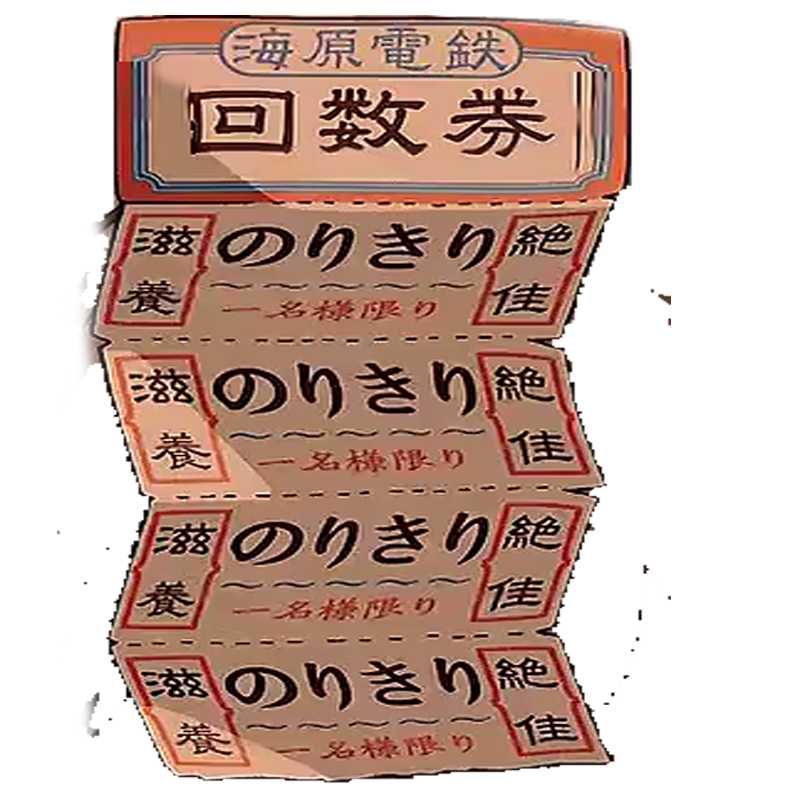 海原電鉄
回数券
滋養 のりきり 絶佳
一名様限り
滋養 のりきり 絶佳
一名様限り
滋養 のりきり 絶佳
一名様限り
滋養 のりきり 絶佳
一名様限り